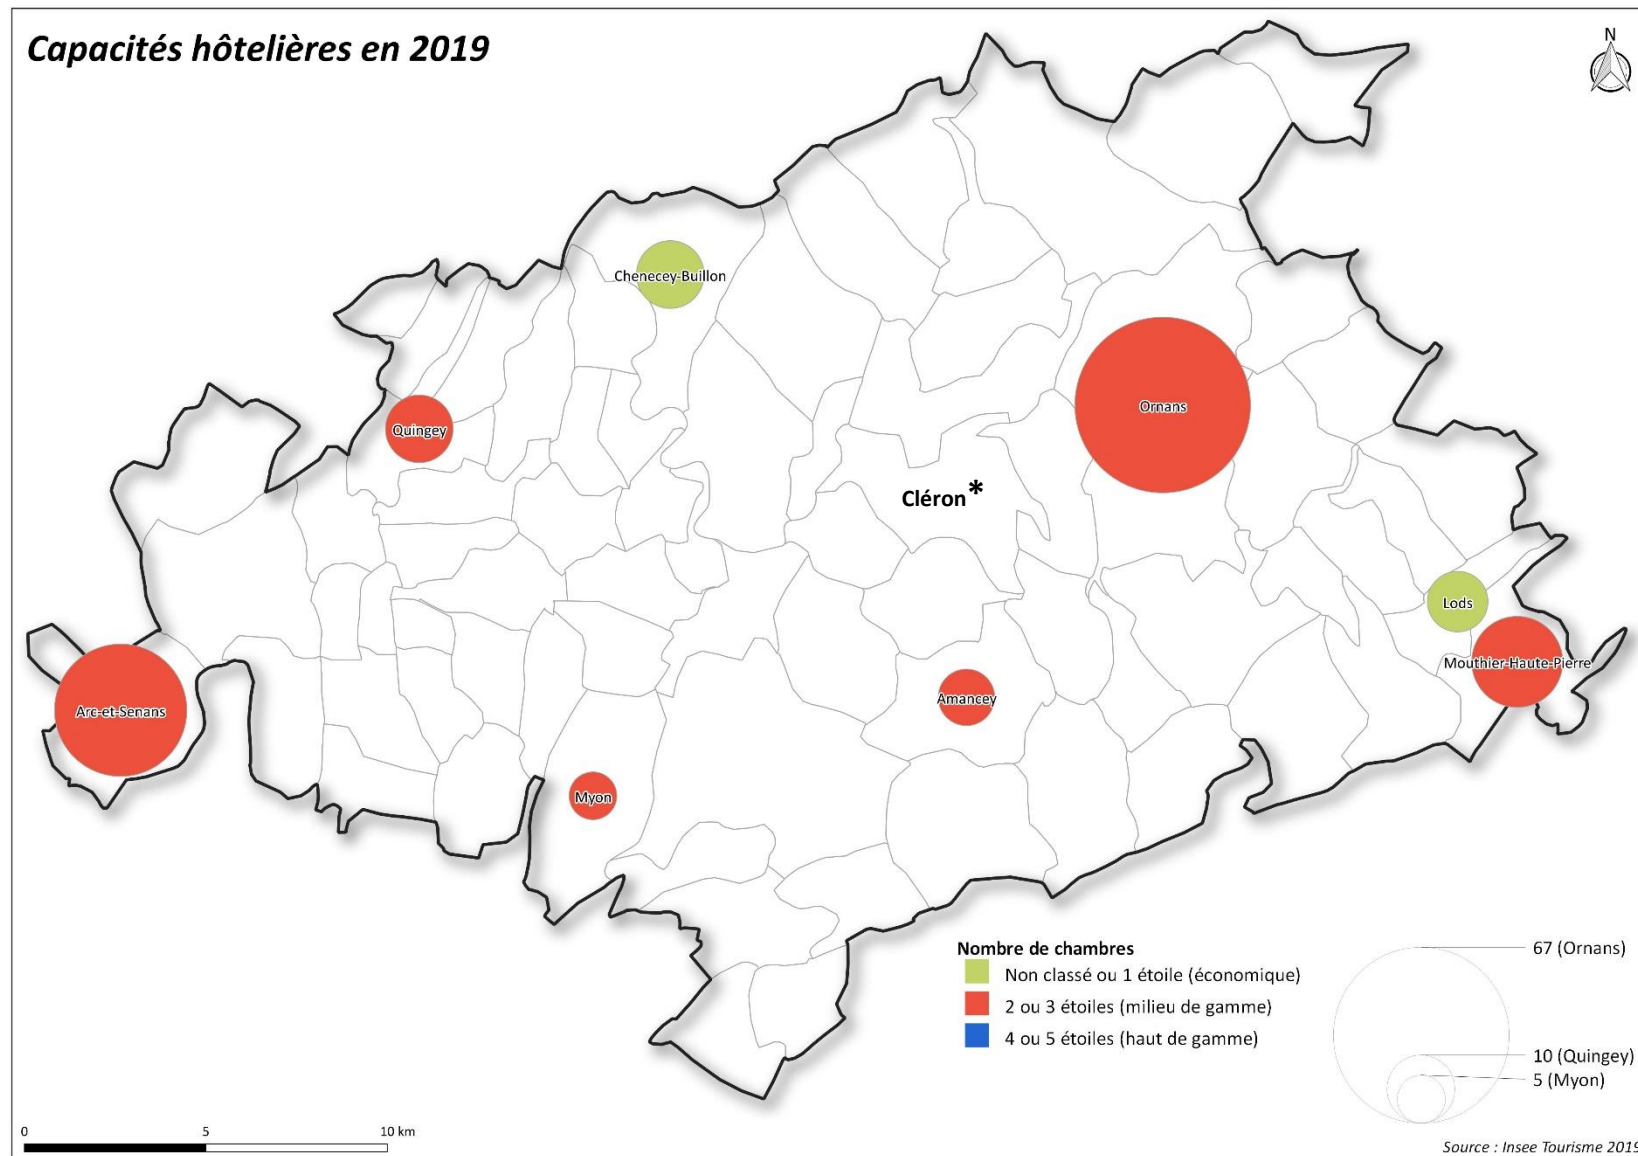 Capacités hôtelières en 2019
N
Chenecey-Buillon
Quingey
Ornans
Cléron*
Lods
Mouthier-Haute-Pierre
Amancey
Arc-et-Senans
Myon
Nombre de chambres
Non classé ou 1 étoile (économique)
2 ou 3 étoiles (milieu de gamme)
4 ou 5 étoiles (haut de gamme)
67 (Ornans)
10 (Quingey)
5 (Myon)
0 5 10 km
Source : Insee Tourisme 2019